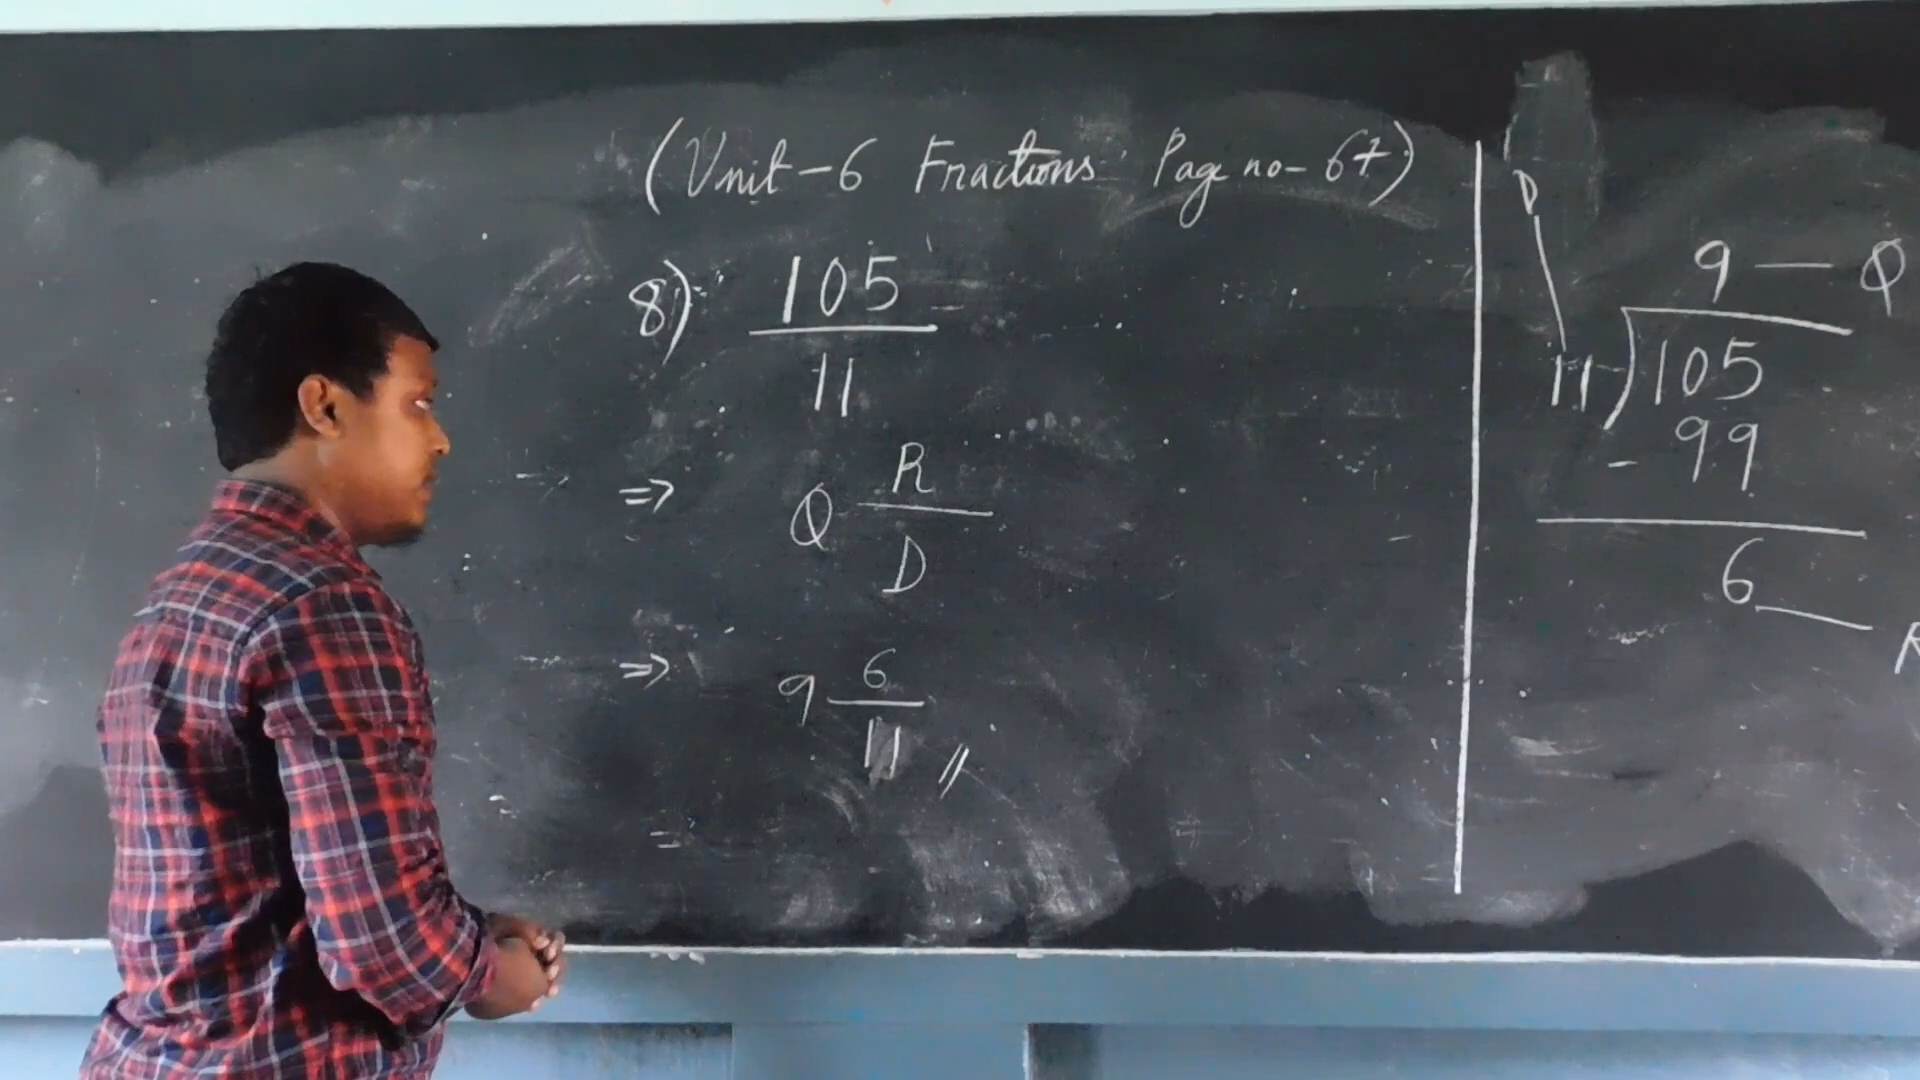 (Unit-6 Fractions Page no-67)
8) 105
11
=> Q R
D
=> 9 6
11 //
=
D
9 — Q
11)105
- 99
6 — R